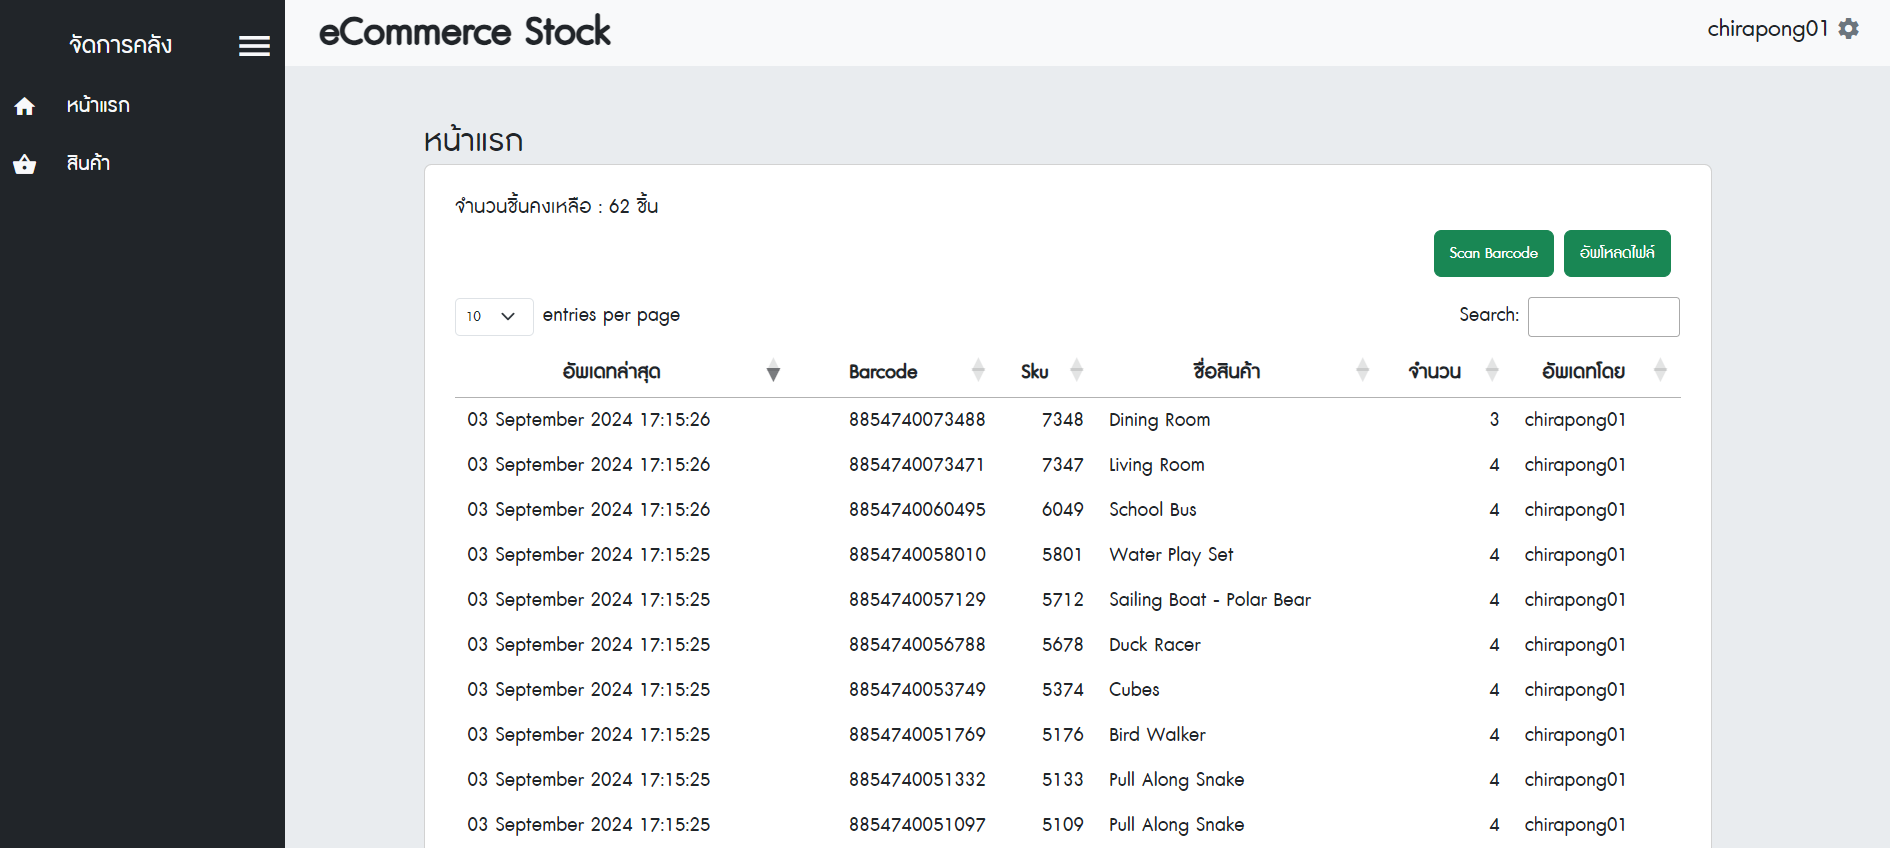 จัดการคลัง
หน้าแรก
สินค้า
eCommerce Stock
chirapong01
หน้าแรก
จำนวนชิ้นคงเหลือ : 62 ชิ้น
Scan Barcode อัพโหลดไฟล์
10 entries per page Search:
อัพเดทล่าสุด Barcode Sku ชื่อสินค้า จำนวน อัพเดทโดย
03 September 2024 17:15:26 8854740073488 7348 Dining Room 3 chirapong01
03 September 2024 17:15:26 8854740073471 7347 Living Room 4 chirapong01
03 September 2024 17:15:26 8854740060495 6049 School Bus 4 chirapong01
03 September 2024 17:15:25 8854740058010 5801 Water Play Set 4 chirapong01
03 September 2024 17:15:25 8854740057129 5712 Sailing Boat - Polar Bear 4 chirapong01
03 September 2024 17:15:25 8854740056788 5678 Duck Racer 4 chirapong01
03 September 2024 17:15:25 8854740053749 5374 Cubes 4 chirapong01
03 September 2024 17:15:25 8854740051769 5176 Bird Walker 4 chirapong01
03 September 2024 17:15:25 8854740051332 5133 Pull Along Snake 4 chirapong01
03 September 2024 17:15:25 8854740051097 5109 Pull Along Snake 4 chirapong01